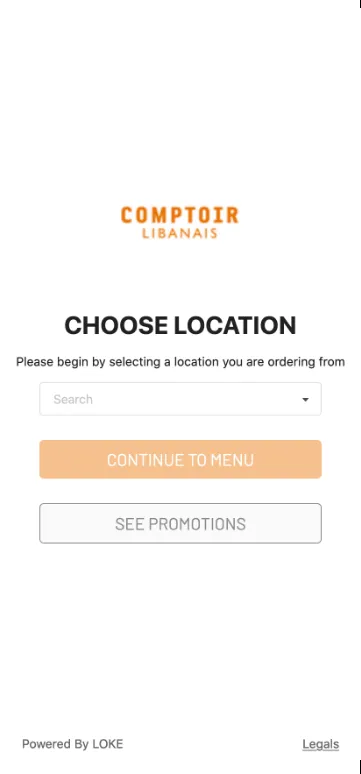 COMPTOIR
LIBANAIS
CHOOSE LOCATION
Please begin by selecting a location you are ordering from
Search
CONTINUE TO MENU
SEE PROMOTIONS
Powered By LOKE
Legals